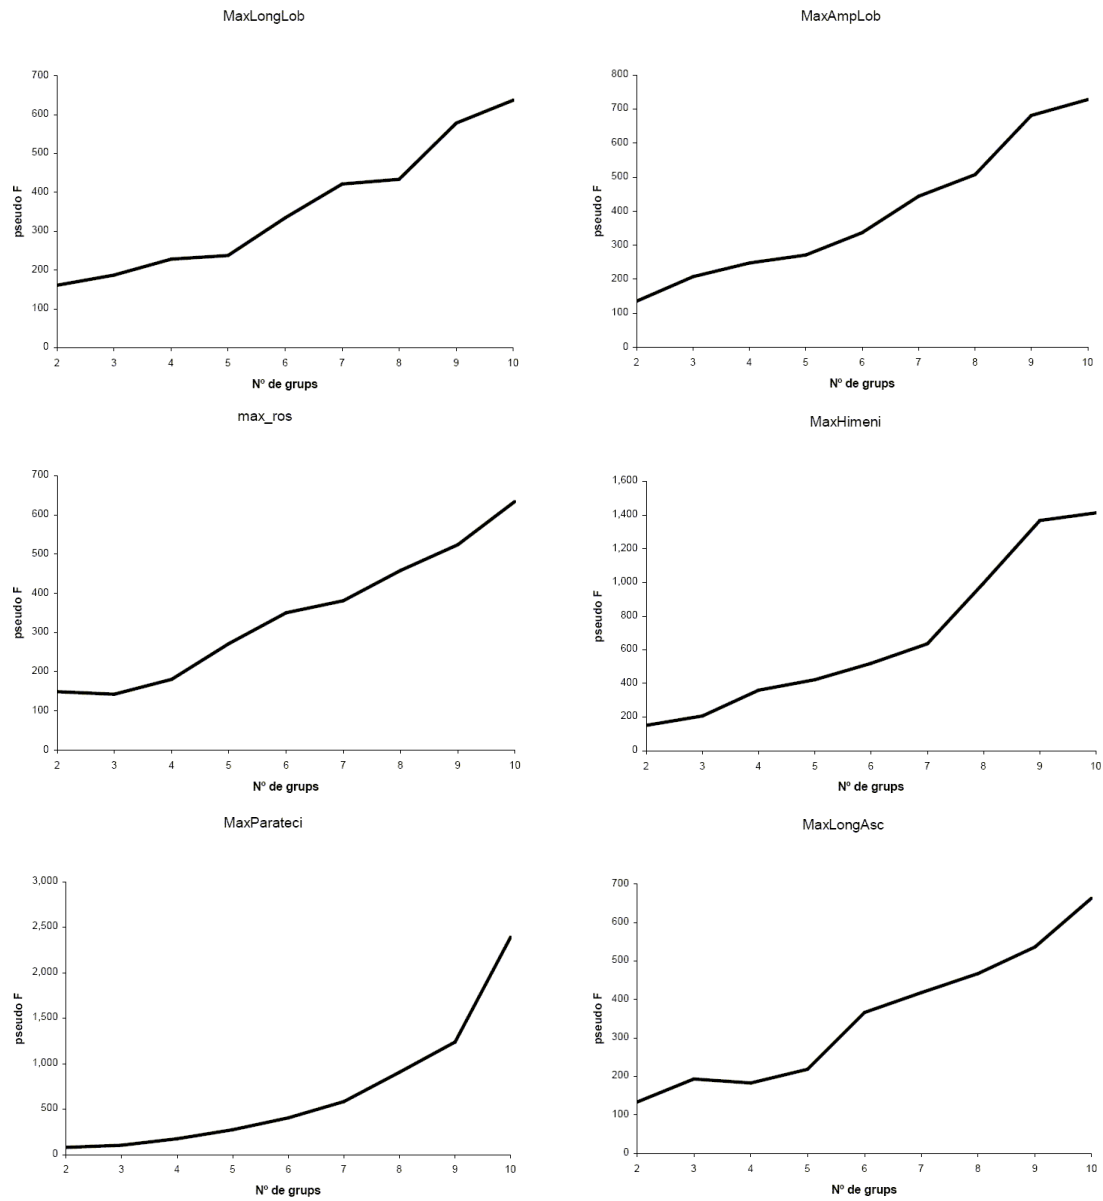 MaxLongLob
700
600
500
400
300
200
100
0
pseudo F
2 3 4 5 6 7 8 9 10
Nº de grups
MaxAmpLob
800
700
600
500
400
300
200
100
0
pseudo F
2 3 4 5 6 7 8 9 10
Nº de grups
max_ros
700
600
500
400
300
200
100
0
pseudo F
2 3 4 5 6 7 8 9 10
Nº de grups
MaxHimeni
1,600
1,400
1,200
1,000
800
600
400
200
0
pseudo F
2 3 4 5 6 7 8 9 10
Nº de grups
MaxParateci
3,000
2,500
2,000
1,500
1,000
500
0
pseudo F
2 3 4 5 6 7 8 9 10
Nº de grups
MaxLongAsc
700
600
500
400
300
200
100
0
pseudo F
2 3 4 5 6 7 8 9 10
Nº de grups